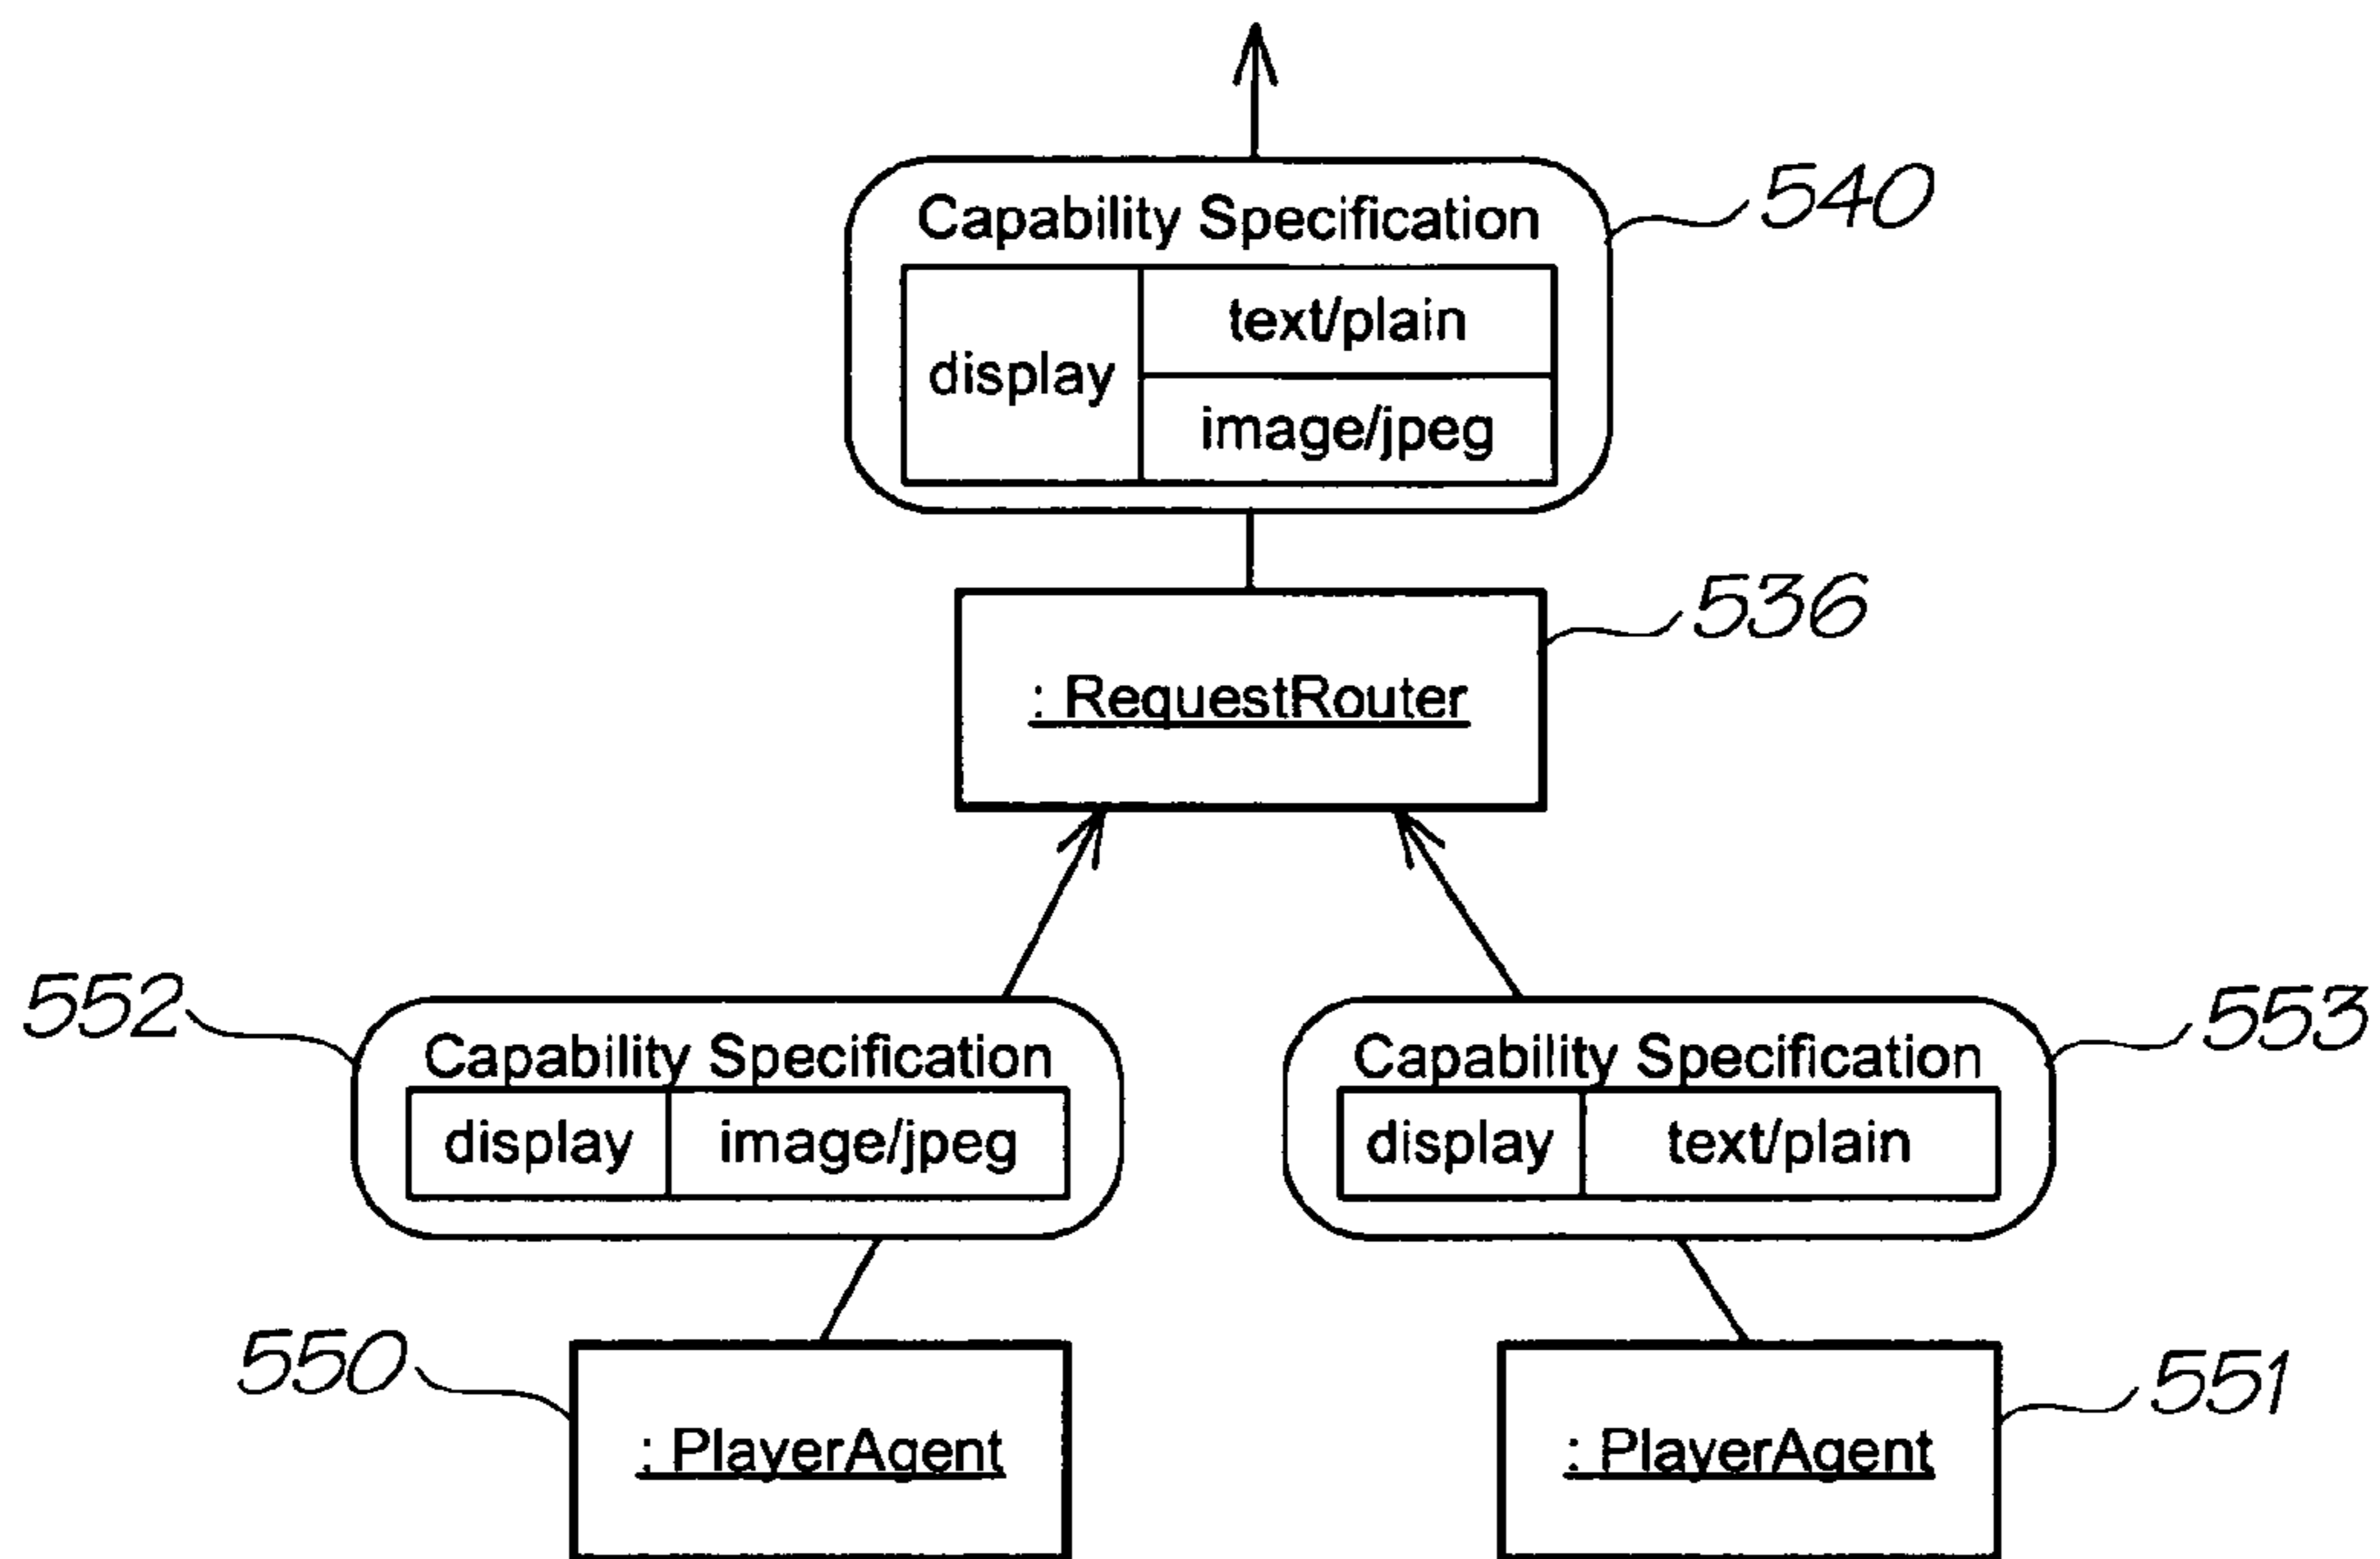 Capability Specification
540
display
text/plain
image/jpeg
536
: RequestRouter
552
Capability Specification
display image/jpeg
553
Capability Specification
display text/plain
550
: PlayerAgent
551
: PlayerAgent